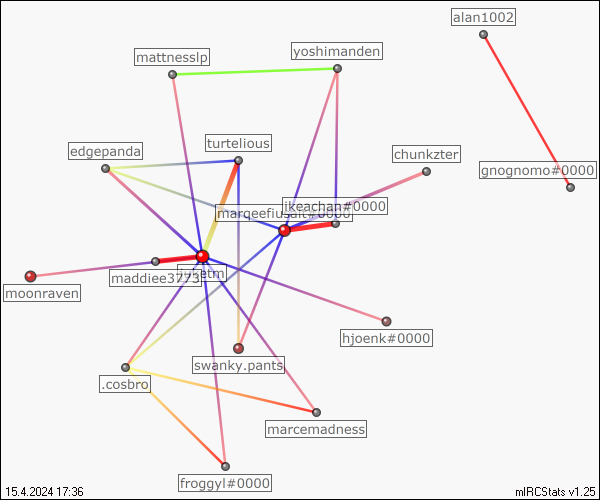 alan1002
yoshimanden
mattnesslp
turtelious
edgepanda
chunkzter
gnognomo#0000
ikeachan#0000
marqeefius
#0000
maddiee3773
etm
moonraven
hjoenk#0000
swanky.pants
.cosbro
marcemadness
froggyl#0000
15.4.2024 17:36
mIRCStats v1.25